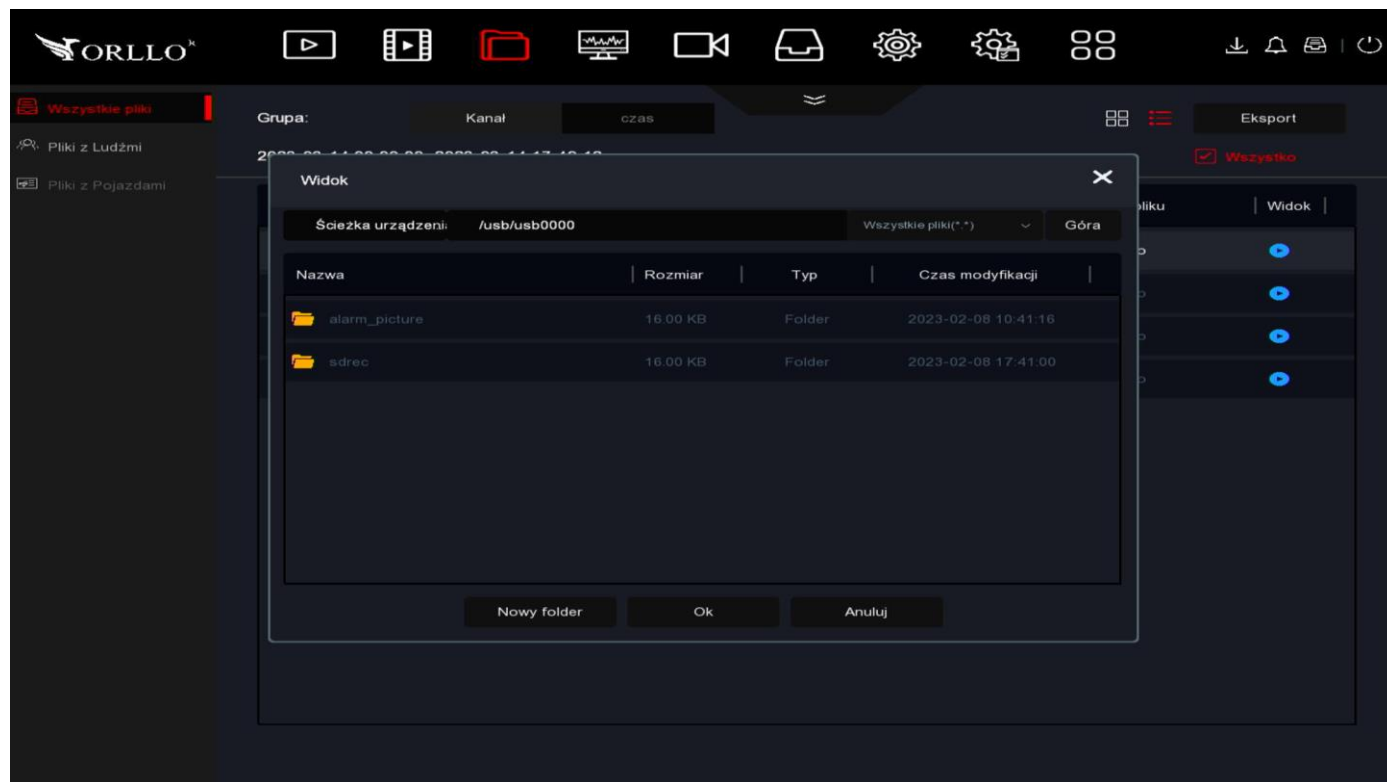 ORLLO
Wszystkie pliki
Pliki z Ludźmi
Pliki z Pojazdami
Grupa: Kanał czas Eksport
Wszystko
Widok
Ścieżka urządzeni /usb/usb0000 Wszystkie pliki(*.*) Góra
Nazwa Rozmiar Typ Czas modyfikacji
alarm_picture 16.00 KB Folder 2023-02-08 10:41:16
sdrec 16.00 KB Folder 2023-02-08 17:41:00
Nowy folder Ok Anuluj
pliku Widok